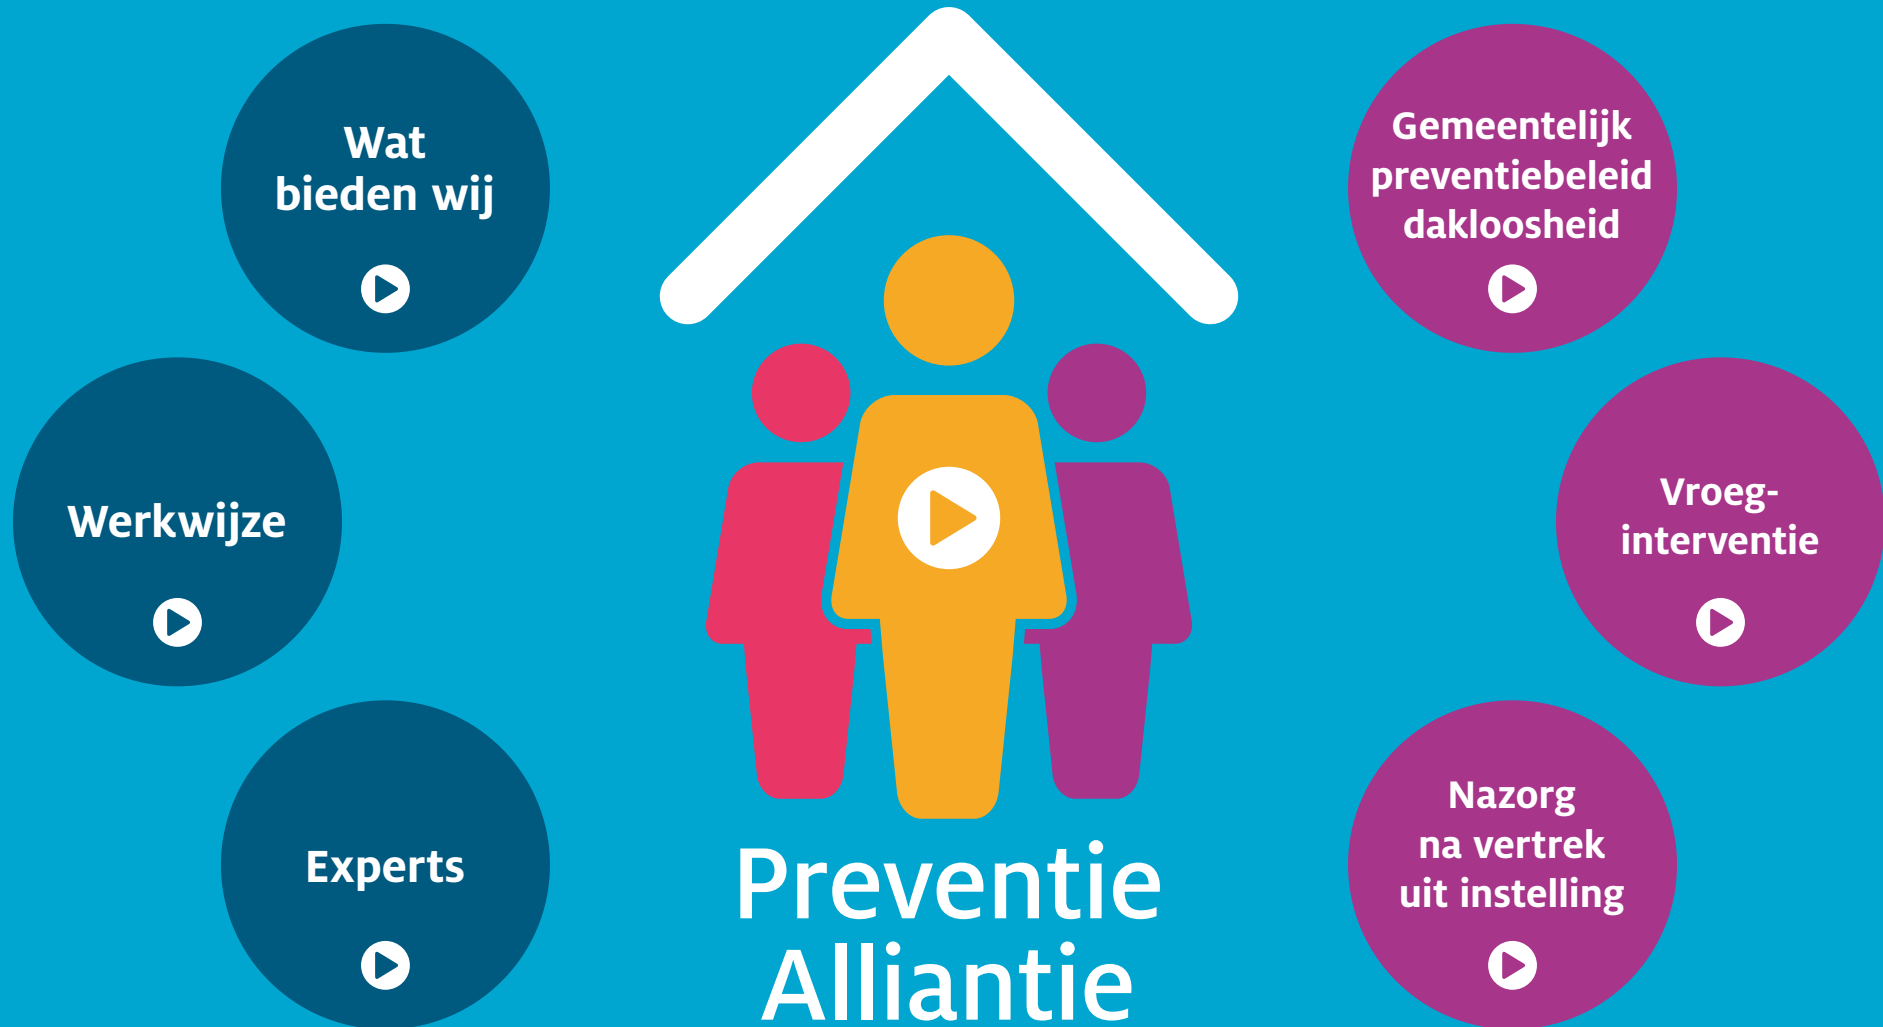 Wat
bieden wij
Werkwijze
Experts
Preventie
Alliantie
Gemeentelijk
preventiebeleid
dakloosheid
Vroeg-
interventie
Nazorg
na vertrek
uit instelling